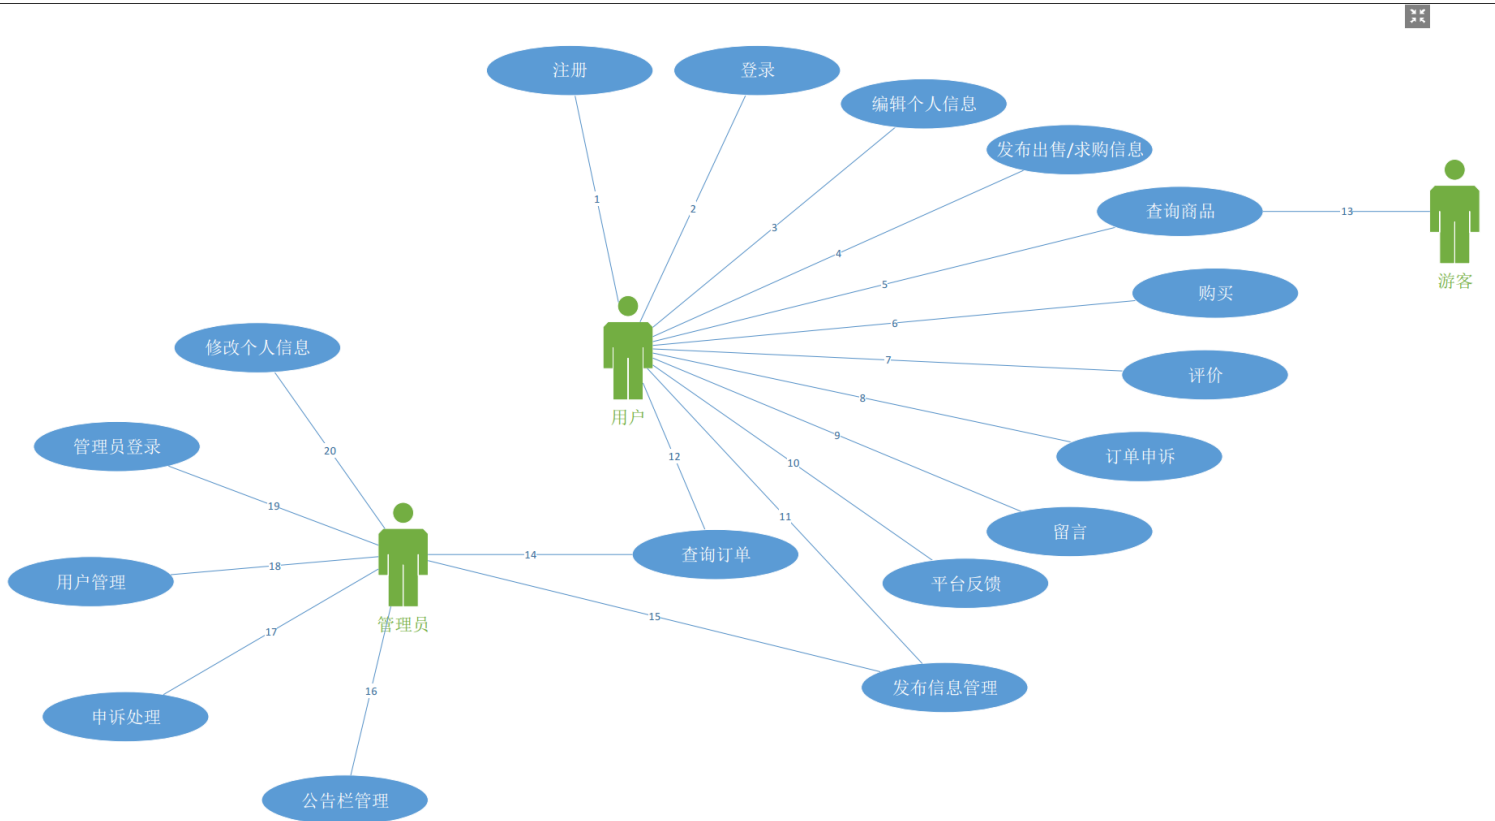 注册
登录
编辑个人信息
发布出售/求购信息
查询商品
13
游客
1
2
3
4
5
购买
6
7
评价
用户
8
订单申诉
9
10
11
12
留言
平台反馈
查询订单
发布信息管理
修改个人信息
20
管理员登录
19
14
用户管理
18
管理员
15
17
16
申诉处理
公告栏管理